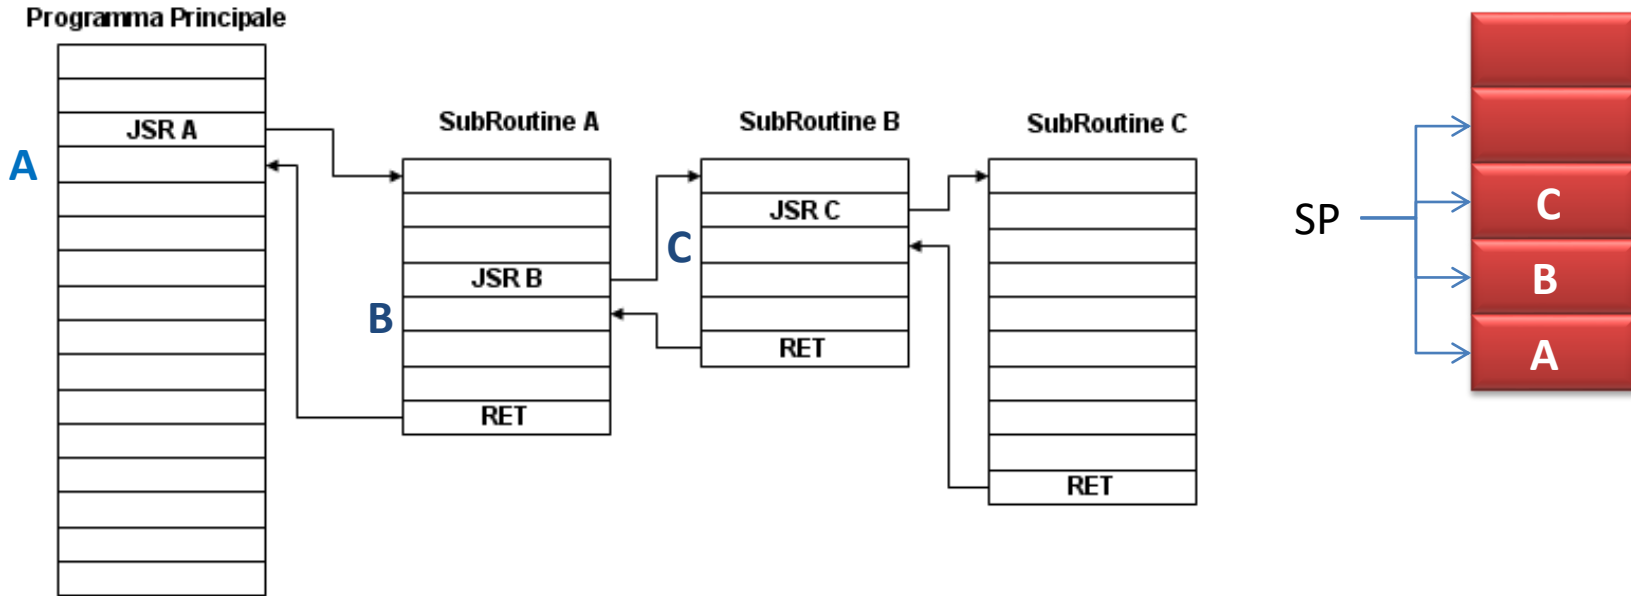 Programma Principale
JSR A
A
SubRoutine A
JSR B
B
RET
SubRoutine B
JSR C
C
RET
SubRoutine C
RET
SP
C
B
A